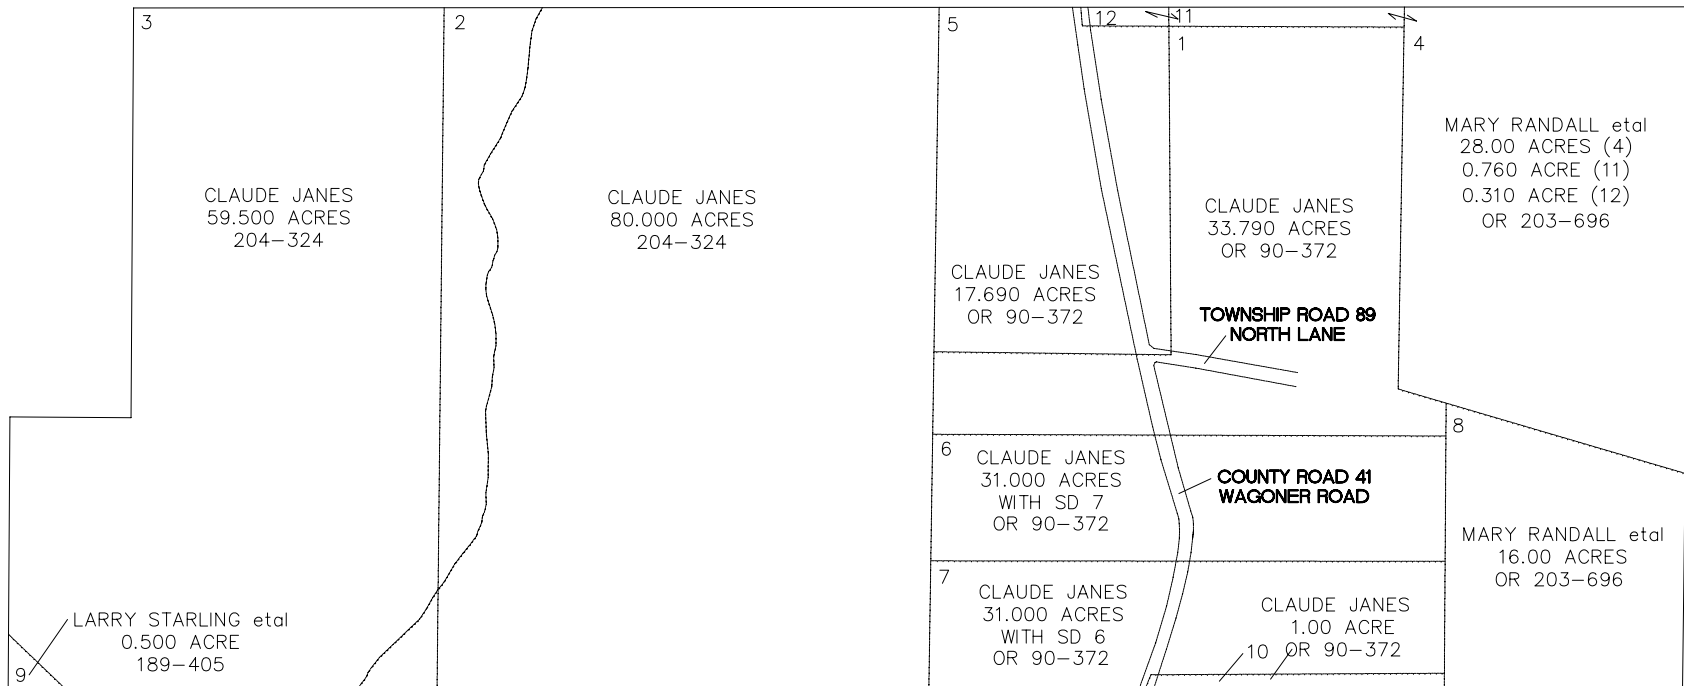 3
2
5
12
11
1
4
CLAUDE JANES
59.500 ACRES
204-324
CLAUDE JANES
80.000 ACRES
204-324
CLAUDE JANES
17.690 ACRES
OR 90-372
CLAUDE JANES
33.790 ACRES
OR 90-372
MARY RANDALL etal
28.00 ACRES (4)
0.760 ACRE (11)
0.310 ACRE (12)
OR 203-696
TOWNSHIP ROAD 89
NORTH LANE
6
CLAUDE JANES
31.000 ACRES
WITH SD 7
OR 90-372
COUNTY ROAD 41
WAGONER ROAD
8
MARY RANDALL etal
16.00 ACRES
OR 203-696
7
CLAUDE JANES
31.000 ACRES
WITH SD 6
OR 90-372
CLAUDE JANES
1.00 ACRE
OR 90-372
10
LARRY STARLING etal
0.500 ACRE
189-405
9